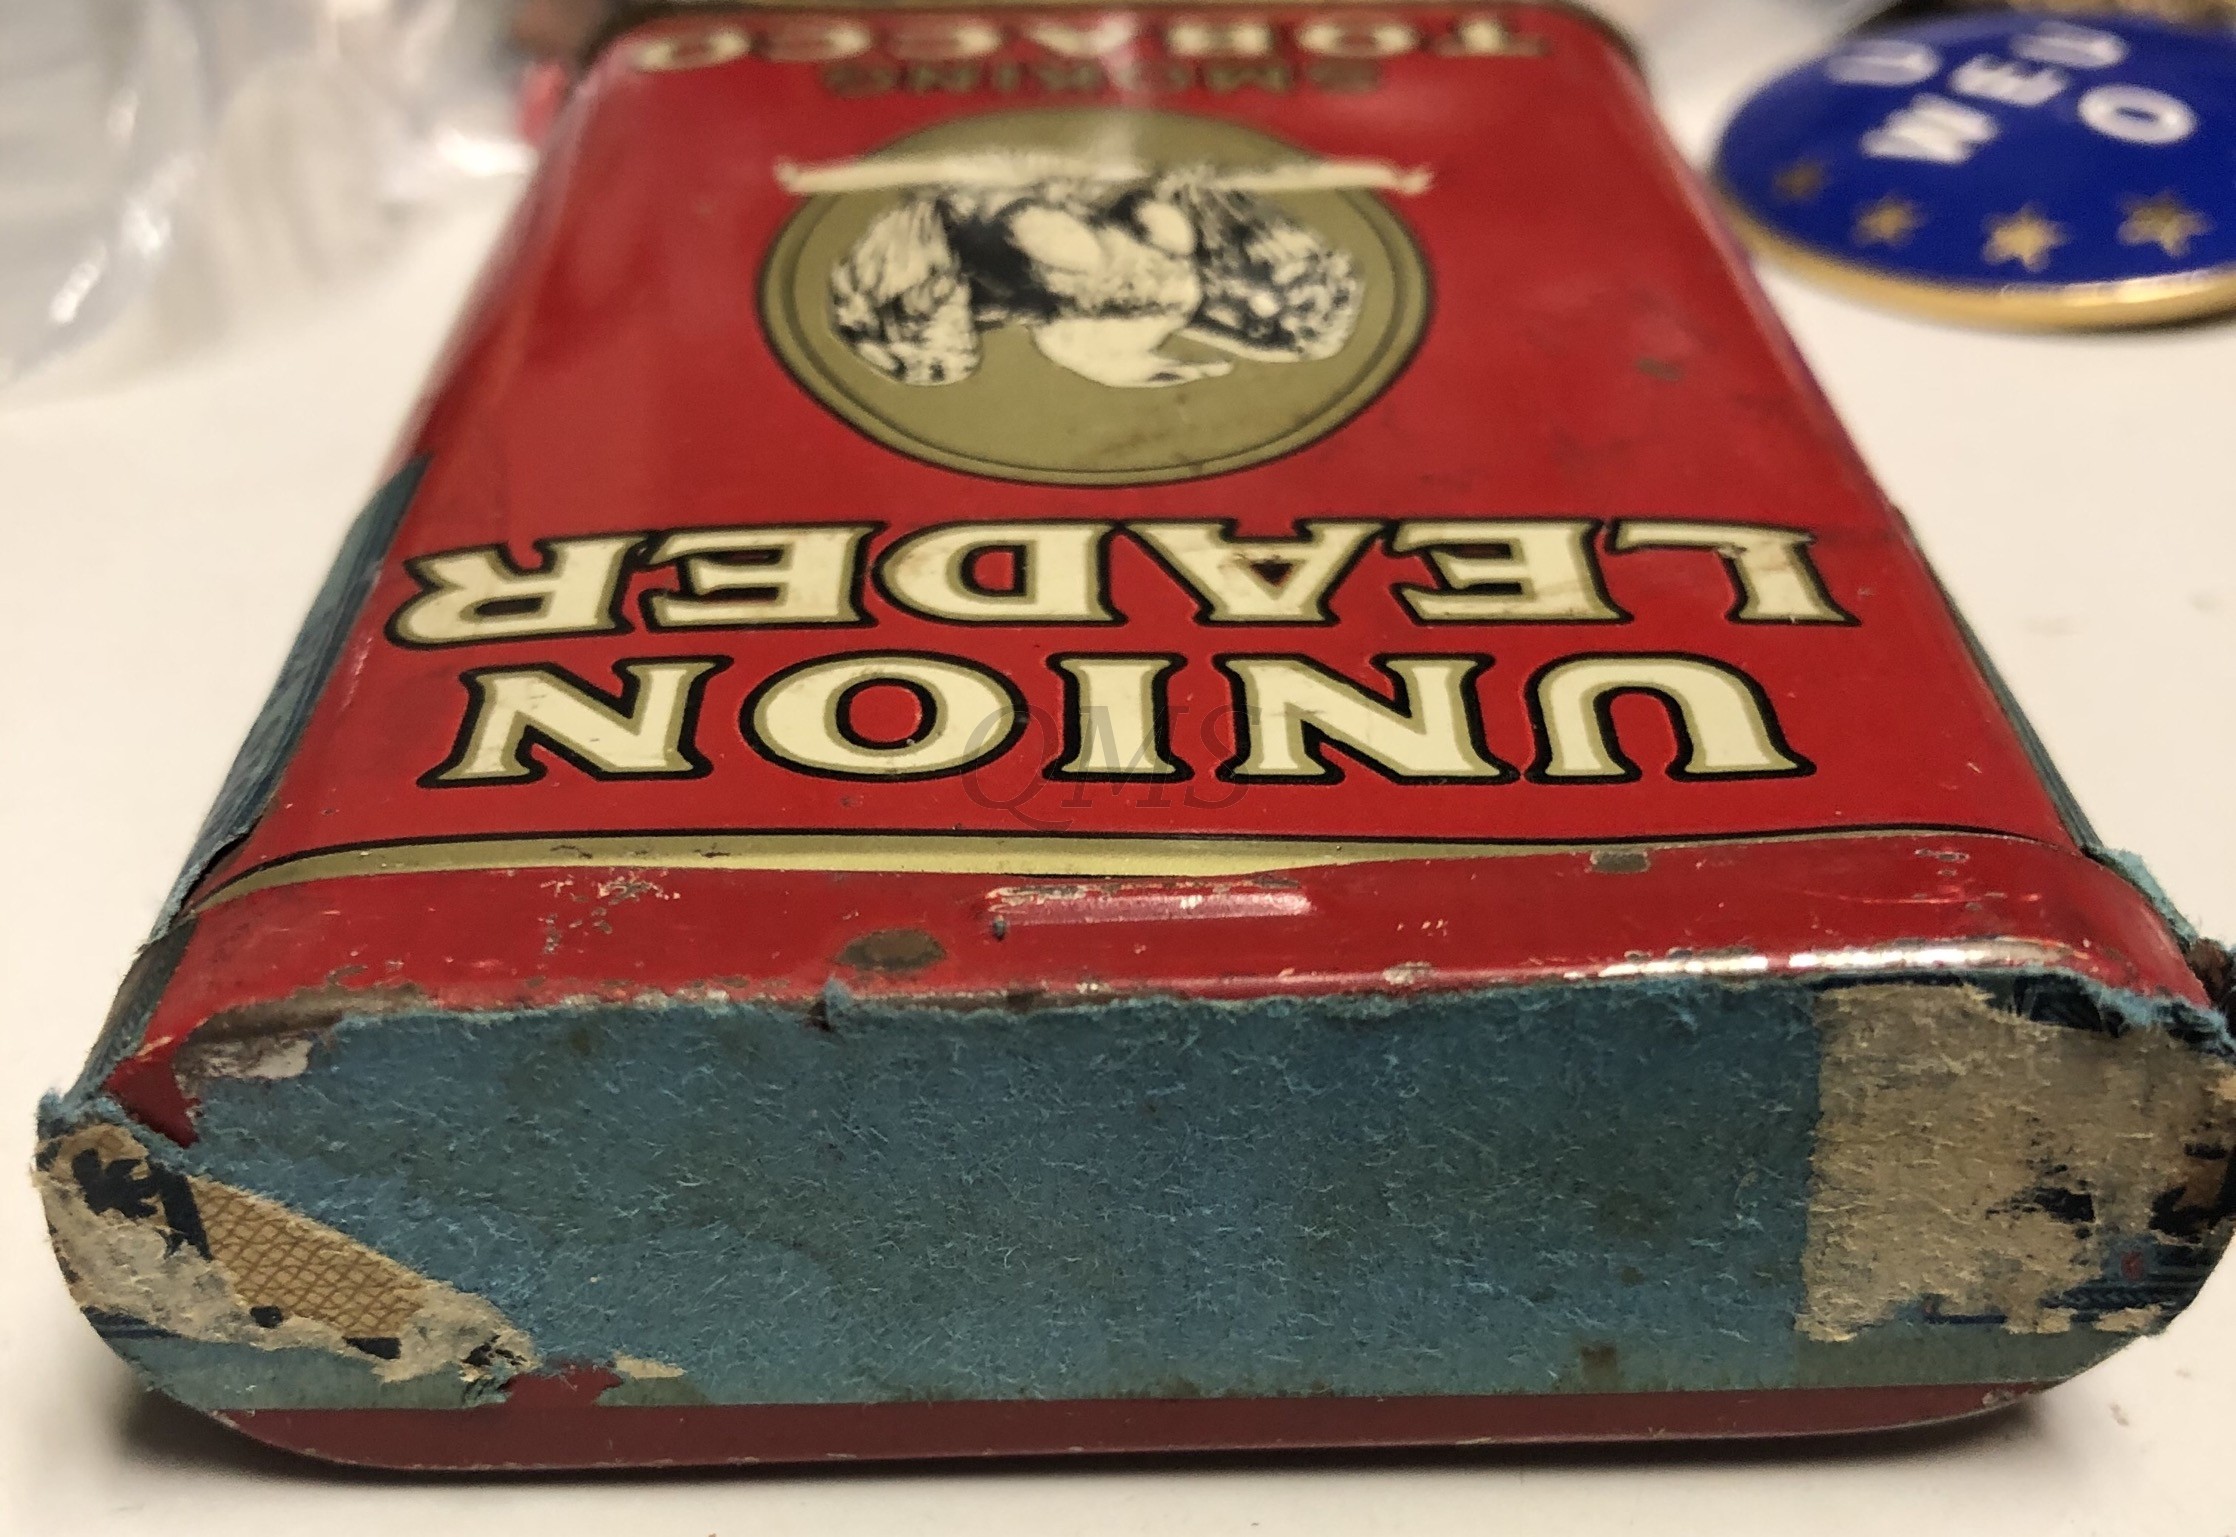 UNION
LEADER
SMOKING
TOBACCO
QMS